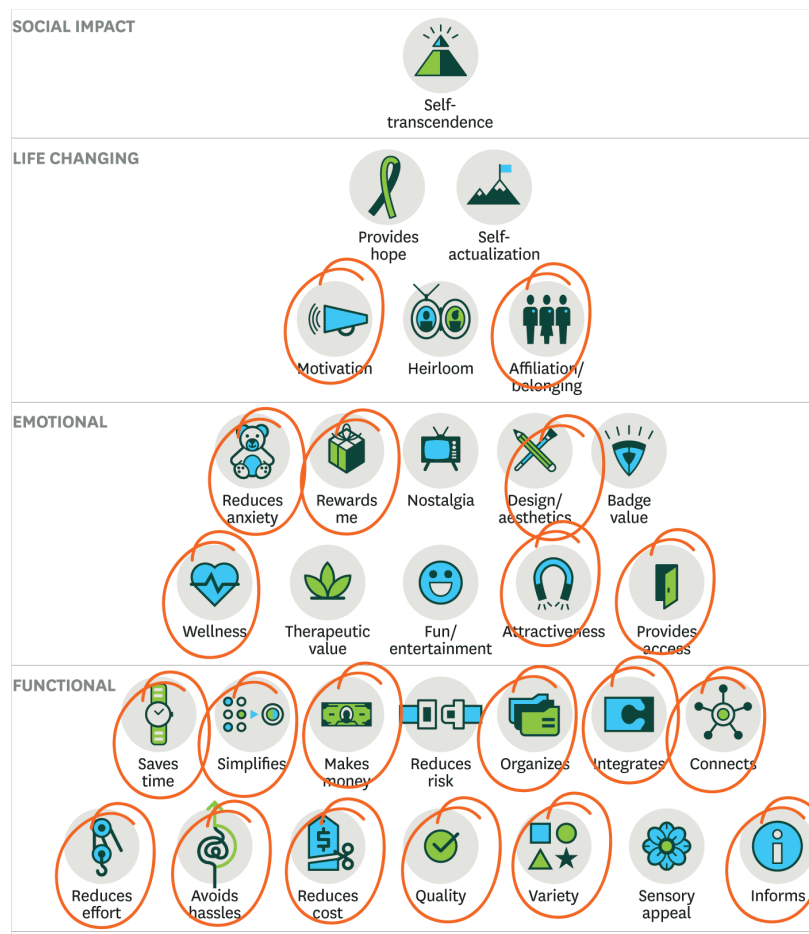 SOCIAL IMPACT
Self-
transcendence
LIFE CHANGING
Provides
hope
Self-
actualization
Motivation
Heirloom
Affiliation/
belonging
EMOTIONAL
Reduces
anxiety
Rewards
me
Nostalgia
Design/
aesthetics
Badge
value
Wellness
Therapeutic
value
Fun/
entertainment
Attractiveness
Provides
access
FUNCTIONAL
Saves
time
Simplifies
Makes
money
Reduces
risk
Organizes
Integrates
Connects
$
Reduces
effort
Avoids
hassles
Reduces
cost
Quality
Variety
Sensory
appeal
Informs